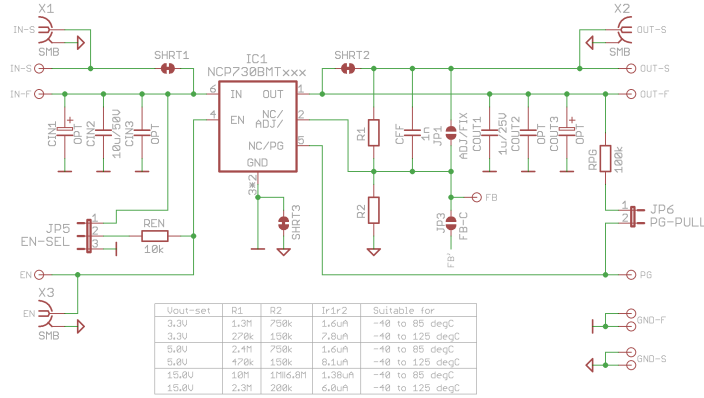 X1
X2
IN-S
OUT-S
SMB
SMB
SHRT1
IC1
SHRT2
NCP730BMTxxx
IN-S
OUT-S
IN-F
6 IN
OUT 1
OUT-F
4 EN
NC/ADJ/ 2
NC/PG 5
GND
3*2
CIN1
OPT
CIN2
10u/50V
CIN3
OPT
R1
CFF
1n
JP1
ADJ/FIX
COUT1
1u/25V
COUT2
OPT
COUT3
OPT
RPG
100k
R2
FB
JP3
FB-C
FB'
SHRT3
JP5
EN-SEL
1
2
3
REN
10k
1
2
JP6
PG-PULL
EN
PG
X3
EN
SMB
GND-F
GND-S
Vout-set R1 R2 Ir1r2 Suitable for
3.3V 1.3M 750k 1.6uA -40 to 85 degC
3.3V 270k 150k 7.8uA -40 to 125 degC
5.0V 2.4M 750k 1.6uA -40 to 85 degC
5.0V 470k 150k 8.1uA -40 to 125 degC
15.0V 10M 1M||6.8M 1.38uA -40 to 85 degC
15.0V 2.3M 200k 6.0uA -40 to 125 degC